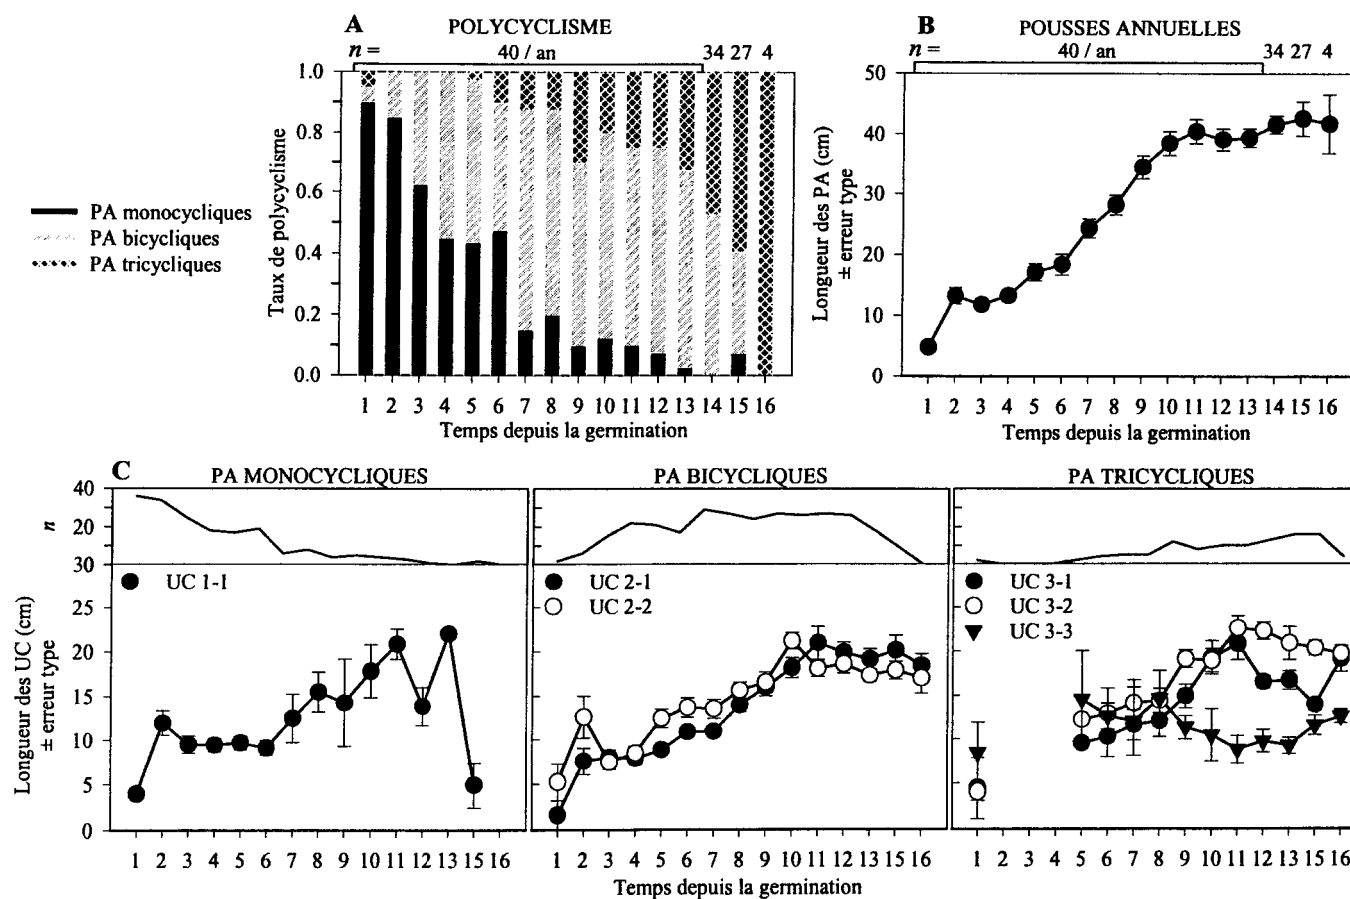 A POLYCYCLISME
n = 40 / an 34 27 4
1.0
0.8
0.6
0.4
0.2
0.0
Taux de polycyclisme
1 2 3 4 5 6 7 8 9 10 11 12 13 14 15 16
Temps depuis la germination
PA monocycliques
PA bicycliques
PA tricycliques
B POUSSES ANNUELLES
n = 40 / an 34 27 4
50
40
30
20
10
0
Longueur des PA (cm)
± erreur type
1 2 3 4 5 6 7 8 9 10 11 12 13 14 15 16
Temps depuis la germination
C PA MONOCYCLIQUES PA BICYCLIQUES PA TRICYCLIQUES
40
n 20
30
25
20
15
10
5
0
Longueur des UC (cm)
± erreur type
UC 1-1
UC 2-1
UC 2-2
UC 3-1
UC 3-2
UC 3-3
1 2 3 4 5 6 7 8 9 10 11 12 13 15 16
1 2 3 4 5 6 7 8 9 10 11 12 13 15 16
1 2 3 4 5 6 7 8 9 10 11 12 13 15 16
Temps depuis la germination